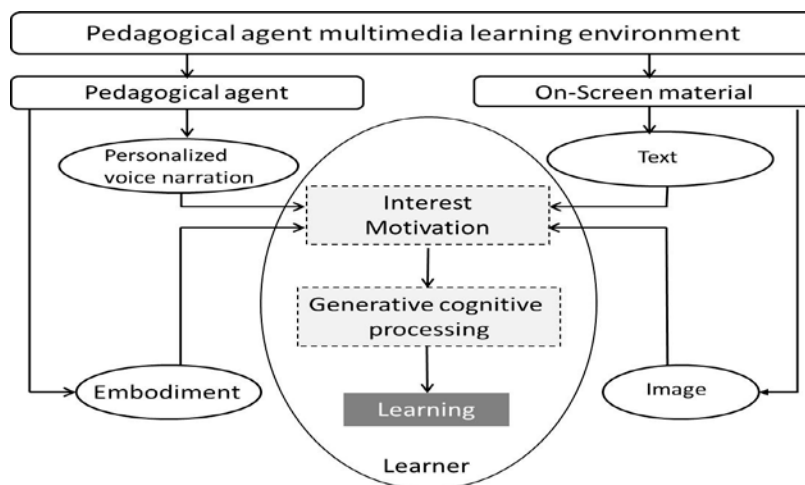 Pedagogical agent multimedia learning environment
Pedagogical agent
On-Screen material
Personalized
voice narration
Text
Interest
Motivation
Generative cognitive
processing
Embodiment
Image
Learning
Learner